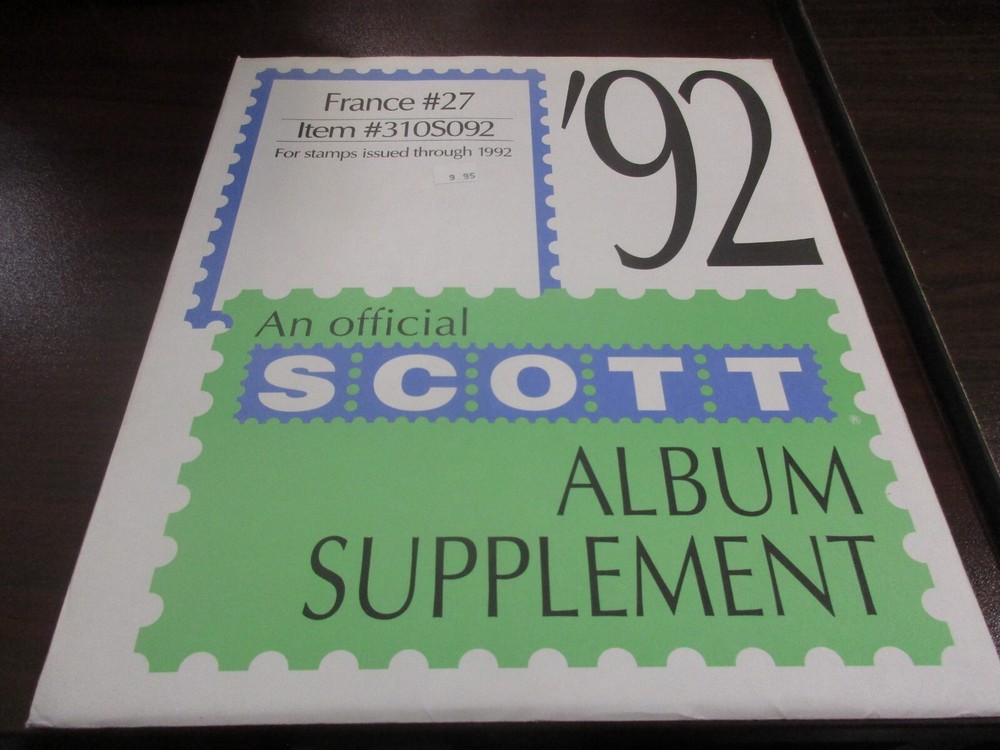 France #27
Item #310S092
For stamps issued through 1992
9 95
'92
An official
SCOTT
®
ALBUM
SUPPLEMENT